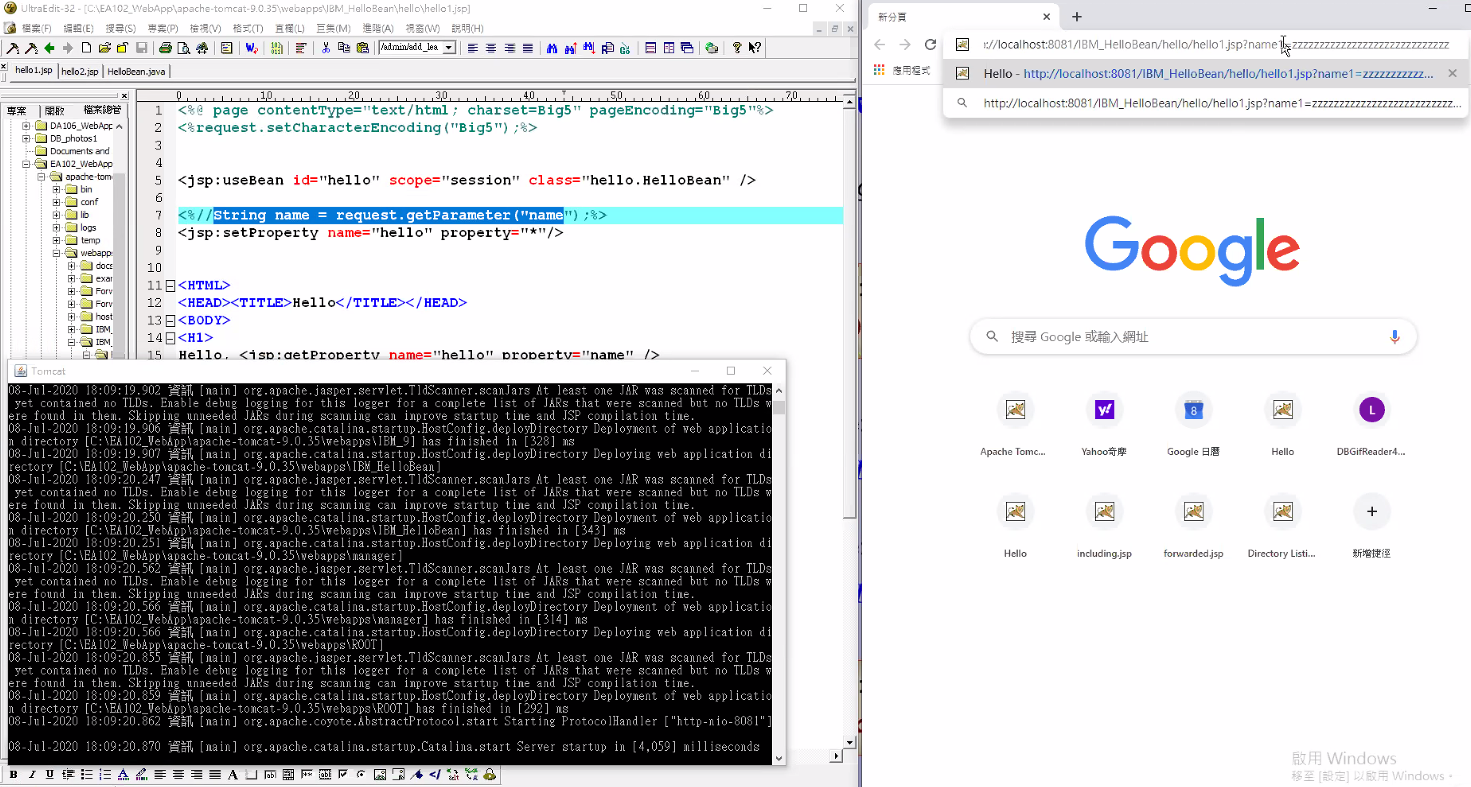 UltraEdit-32 - [C:\EA102_WebApp\apache-tomcat-9.0.35\webapps\IBM_HelloBean\hello\hello1.jsp]
檔案(F) 編輯(E) 搜尋(S) 專案(P) 檢視(V) 格式(T) 直欄(L) 巨集(M) 進階(A) 視窗(W) 說明(H)
/admin/add_lea
hello1.jsp hello2.jsp HelloBean.java
專案 開啟 檔案總管
DA106_WebApp
DB_photos1
Documents and
EA102_WebApp
apache-tom
bin
conf
lib
logs
temp
webapps
docs
exar
Forv
Forv
host
IBM_
IBM_
0 10 20 30 40 50 60 70
1 <%@ page contentType="text/html; charset=Big5" pageEncoding="Big5"%>
2 <%request.setCharacterEncoding("Big5");%>
3
4
5 <jsp:useBean id="hello" scope="session" class="hello.HelloBean" />
6
7 <%//String name = request.getParameter("name");%>
8 <jsp:setProperty name="hello" property="*"/>
9
10
11 <HTML>
12 <HEAD><TITLE>Hello</TITLE></HEAD>
13 <BODY>
14 <H1>
15 Hello, <jsp:getProperty name="hello" property="name" />
Tomcat
08-Jul-2020 18:09:19.902 資訊 [main] org.apache.jasper.servlet.TldScanner.scanJars At least one JAR was scanned for TLDs
yet contained no TLDs. Enable debug logging for this logger for a complete list of JARs that were scanned but no TLDs w
ere found in them. Skipping unneeded JARs during scanning can improve startup time and JSP compilation time.
08-Jul-2020 18:09:19.906 資訊 [main] org.apache.catalina.startup.HostConfig.deployDirectory Deployment of web applicatio
n directory [C:\EA102_WebApp\apache-tomcat-9.0.35\webapps\IBM_9] has finished in [328] ms
08-Jul-2020 18:09:19.907 資訊 [main] org.apache.catalina.startup.HostConfig.deployDirectory Deploying web application di
rectory [C:\EA102_WebApp\apache-tomcat-9.0.35\webapps\IBM_HelloBean]
08-Jul-2020 18:09:20.247 資訊 [main] org.apache.jasper.servlet.TldScanner.scanJars At least one JAR was scanned for TLDs
yet contained no TLDs. Enable debug logging for this logger for a complete list of JARs that were scanned but no TLDs w
ere found in them. Skipping unneeded JARs during scanning can improve startup time and JSP compilation time.
08-Jul-2020 18:09:20.250 資訊 [main] org.apache.catalina.startup.HostConfig.deployDirectory Deployment of web applicatio
n directory [C:\EA102_WebApp\apache-tomcat-9.0.35\webapps\IBM_HelloBean] has finished in [343] ms
08-Jul-2020 18:09:20.251 資訊 [main] org.apache.catalina.startup.HostConfig.deployDirectory Deploying web application di
rectory [C:\EA102_WebApp\apache-tomcat-9.0.35\webapps\manager]
08-Jul-2020 18:09:20.562 資訊 [main] org.apache.jasper.servlet.TldScanner.scanJars At least one JAR was scanned for TLDs
yet contained no TLDs. Enable debug logging for this logger for a complete list of JARs that were scanned but no TLDs w
ere found in them. Skipping unneeded JARs during scanning can improve startup time and JSP compilation time.
08-Jul-2020 18:09:20.566 資訊 [main] org.apache.catalina.startup.HostConfig.deployDirectory Deployment of web applicatio
n directory [C:\EA102_WebApp\apache-tomcat-9.0.35\webapps\manager] has finished in [314] ms
08-Jul-2020 18:09:20.566 資訊 [main] org.apache.catalina.startup.HostConfig.deployDirectory Deploying web application di
rectory [C:\EA102_WebApp\apache-tomcat-9.0.35\webapps\ROOT]
08-Jul-2020 18:09:20.855 資訊 [main] org.apache.jasper.servlet.TldScanner.scanJars At least one JAR was scanned for TLDs
yet contained no TLDs. Enable debug logging for this logger for a complete list of JARs that were scanned but no TLDs w
ere found in them. Skipping unneeded JARs during scanning can improve startup time and JSP compilation time.
08-Jul-2020 18:09:20.859 資訊 [main] org.apache.catalina.startup.HostConfig.deployDirectory Deployment of web applicatio
n directory [C:\EA102_WebApp\apache-tomcat-9.0.35\webapps\ROOT] has finished in [292] ms
08-Jul-2020 18:09:20.862 資訊 [main] org.apache.coyote.AbstractProtocol.start Starting ProtocolHandler ["http-nio-8081"]
08-Jul-2020 18:09:20.870 資訊 [main] org.apache.catalina.startup.Catalina.start Server startup in [4,059] milliseconds
新分頁
://localhost:8081/IBM_HelloBean/hello/hello1.jsp?name1=zzzzzzzzzzzzzzzzzzzzzzzzzzzzz
應用程式
Hello - http://localhost:8081/IBM_HelloBean/hello/hello1.jsp?name1=zzzzzzzzzzz...
http://localhost:8081/IBM_HelloBean/hello/hello1.jsp?name1=zzzzzzzzzzzzzzzzzzzzzz...
Google
搜尋 Google 或輸入網址
Apache Tomc... Yahoo奇摩 Google 日曆 Hello DBGifReader4...
Hello including.jsp forwarded.jsp Directory Listi... 新增捷徑
啟用 Windows
移至 [設定] 以啟用 Windows。